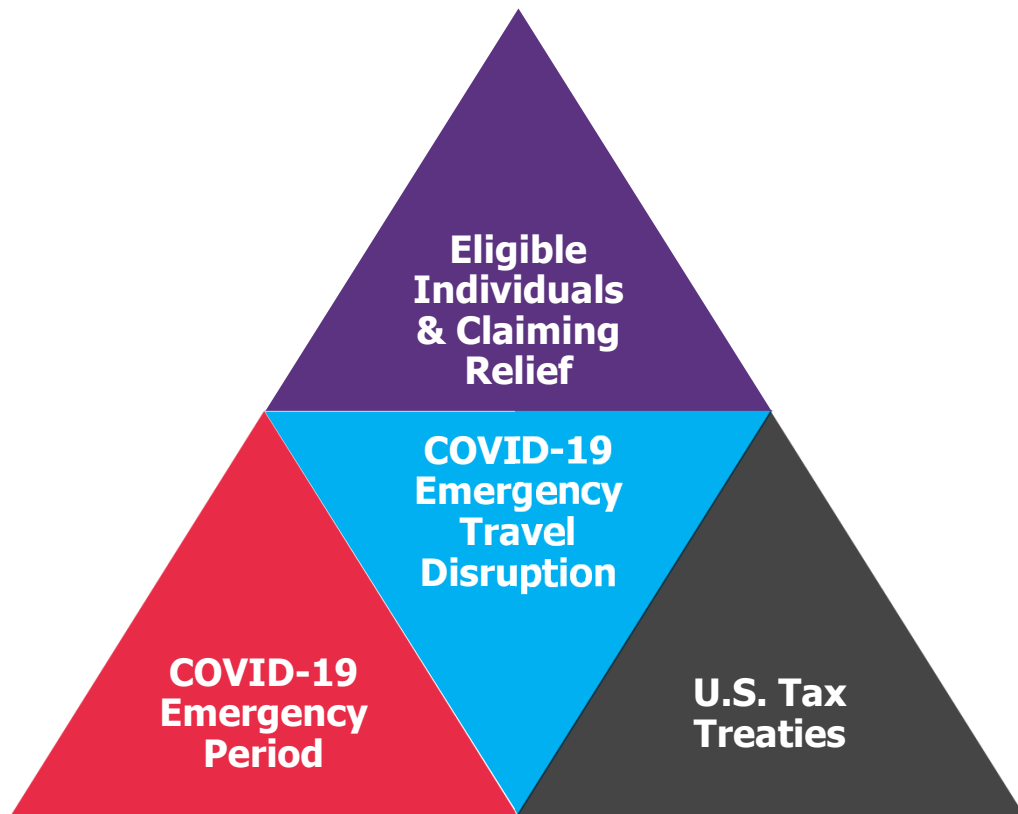 Eligible
Individuals
& Claiming
Relief
COVID-19
Emergency
Travel
Disruption
COVID-19
Emergency
Period
U.S. Tax
Treaties